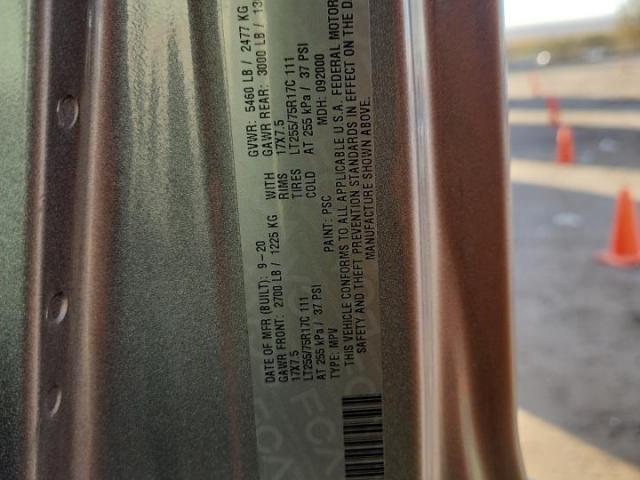 DATE OF MFR (BUILT): 9-20 GVWR: 5460 LB / 2477 KG
GAWR FRONT: 2700 LB / 1225 KG WITH GAWR REAR: 3000 LB /
17X7.5 RIMS 17X7.5
LT255/75R17C 111 TIRES LT255/75R17C 111
AT 255 kPa / 37 PSI COLD AT 255 kPa / 37 PSI
TYPE: MPV PAINT: PSC MDH: 092000
THIS VEHICLE CONFORMS TO ALL APPLICABLE U.S.A. FEDERAL MOTOR
SAFETY AND THEFT PREVENTION STANDARDS IN EFFECT ON THE
MANUFACTURE SHOWN ABOVE.